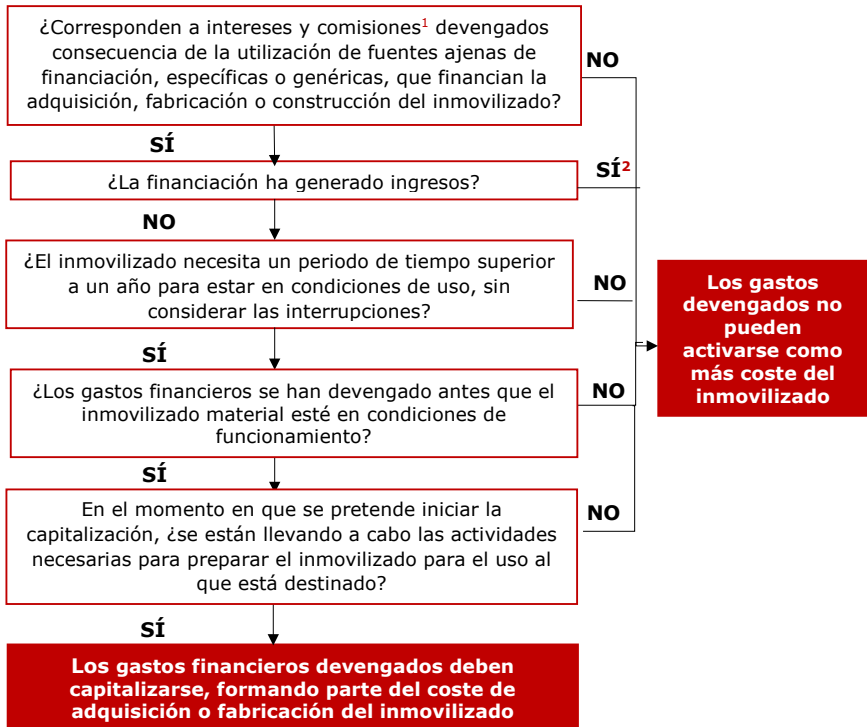 ¿Corresponden a intereses y comisiones¹ devengados
consecuencia de la utilización de fuentes ajenas de
financiación, específicas o genéricas, que financian la
adquisición, fabricación o construcción del inmovilizado?
NO
SÍ
¿La financiación ha generado ingresos?
SÍ²
NO
¿El inmovilizado necesita un periodo de tiempo superior
a un año para estar en condiciones de uso, sin
considerar las interrupciones?
NO
Los gastos
devengados no
pueden
activarse como
más coste del
inmovilizado
SÍ
¿Los gastos financieros se han devengado antes que el
inmovilizado material esté en condiciones de
funcionamiento?
NO
SÍ
En el momento en que se pretende iniciar la
capitalización, ¿se están llevando a cabo las actividades
necesarias para preparar el inmovilizado para el uso al
que está destinado?
NO
SÍ
Los gastos financieros devengados deben
capitalizarse, formando parte del coste de
adquisición o fabricación del inmovilizado